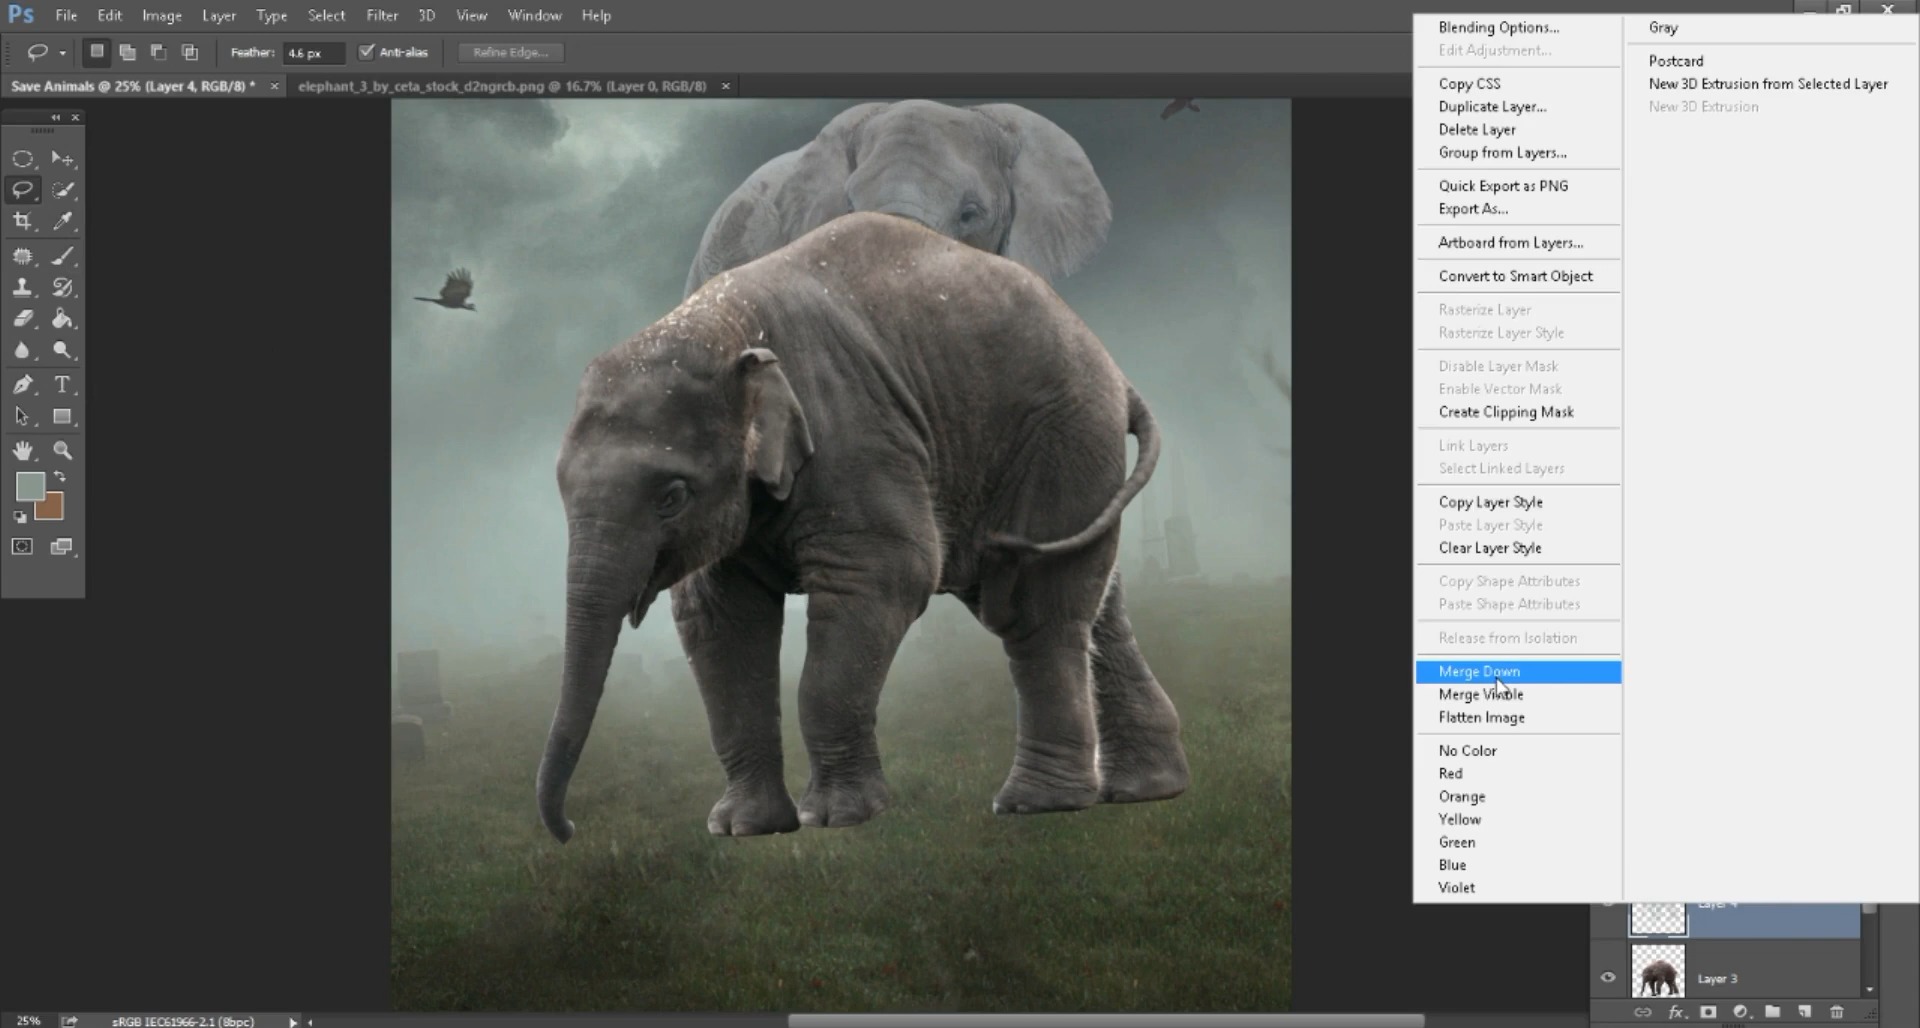 Ps File Edit Image Layer Type Select Filter 3D View Window Help
Feather: 4.6 px Anti-alias Refine Edge...
Save Animals @ 25% (Layer 4, RGB/8) * × elephant_3_by_ceta_stock_d2ngrcb.png @ 16.7% (Layer 0, RGB/8) ×
Blending Options...
Edit Adjustment...
Copy CSS
Duplicate Layer...
Delete Layer
Group from Layers...
Quick Export as PNG
Export As...
Artboard from Layers...
Convert to Smart Object
Rasterize Layer
Rasterize Layer Style
Disable Layer Mask
Enable Vector Mask
Create Clipping Mask
Link Layers
Select Linked Layers
Copy Layer Style
Paste Layer Style
Clear Layer Style
Copy Shape Attributes
Paste Shape Attributes
Release from Isolation
Merge Down
Merge Visible
Flatten Image
No Color
Red
Orange
Yellow
Green
Blue
Violet
Gray
Postcard
New 3D Extrusion from Selected Layer
New 3D Extrusion
T
Layer 4
Layer 3
fx
25% sRGB IEC61966-2.1 (8bpc)